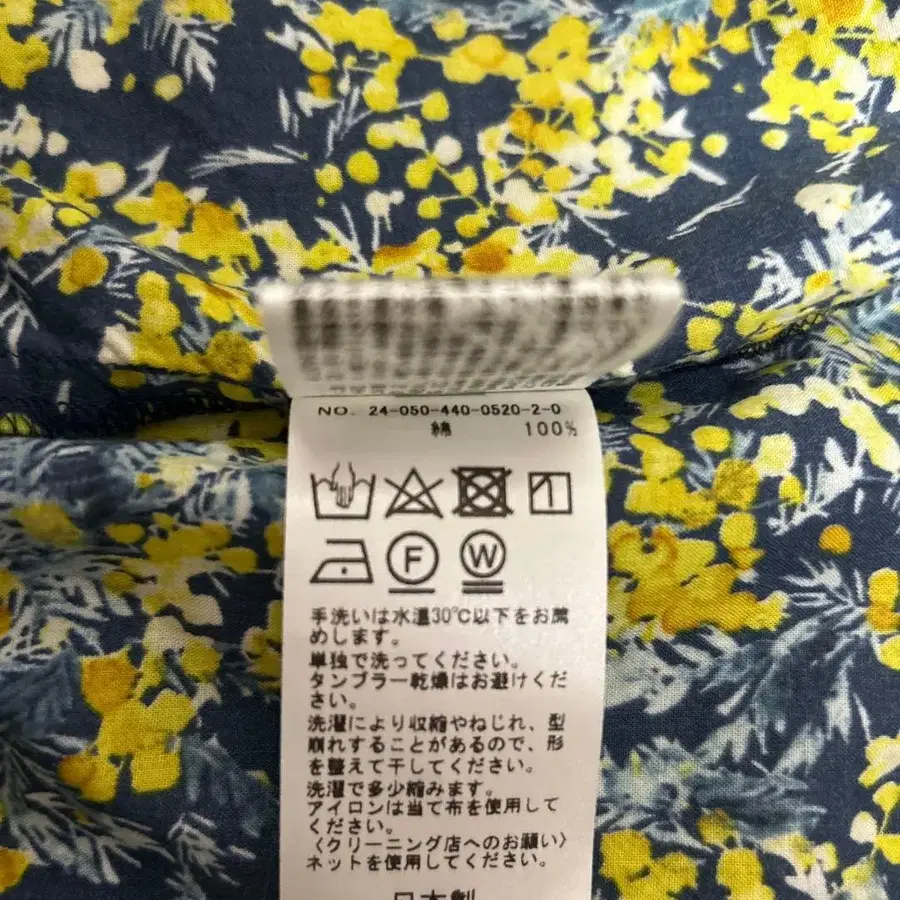 NO. 24-050-440-0520-2-0
綿 100%
F W
手洗いは水温30℃以下をお薦
めします。
単独で洗ってください。
タンブラー乾燥はお避けくださ
い。
洗濯により収縮やねじれ、型
崩れすることがあるので、形
を整えて干してください。
洗濯で多少縮みます。
アイロンは当て布を使用して
ください。
〈クリーニング店へのお願い〉
ネットを使用してください。
日本製